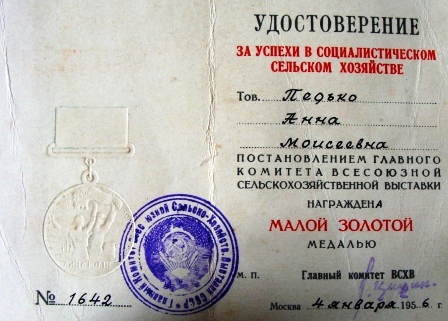 УДОСТОВЕРЕНИЕ
ЗА УСПЕХИ В СОЦИАЛИСТИЧЕСКОМ
СЕЛЬСКОМ ХОЗЯЙСТВЕ
Тов. Педько
Анна
Моисеевна
ПОСТАНОВЛЕНИЕМ ГЛАВНОГО
КОМИТЕТА ВСЕСОЮЗНОЙ
СЕЛЬСКОХОЗЯЙСТВЕННОЙ ВЫСТАВКИ
НАГРАЖДЕНА
МАЛОЙ ЗОЛОТОЙ
МЕДАЛЬЮ
М. П. Главный комитет ВСХВ
Москва 4 января 1956 г.
№ 1642